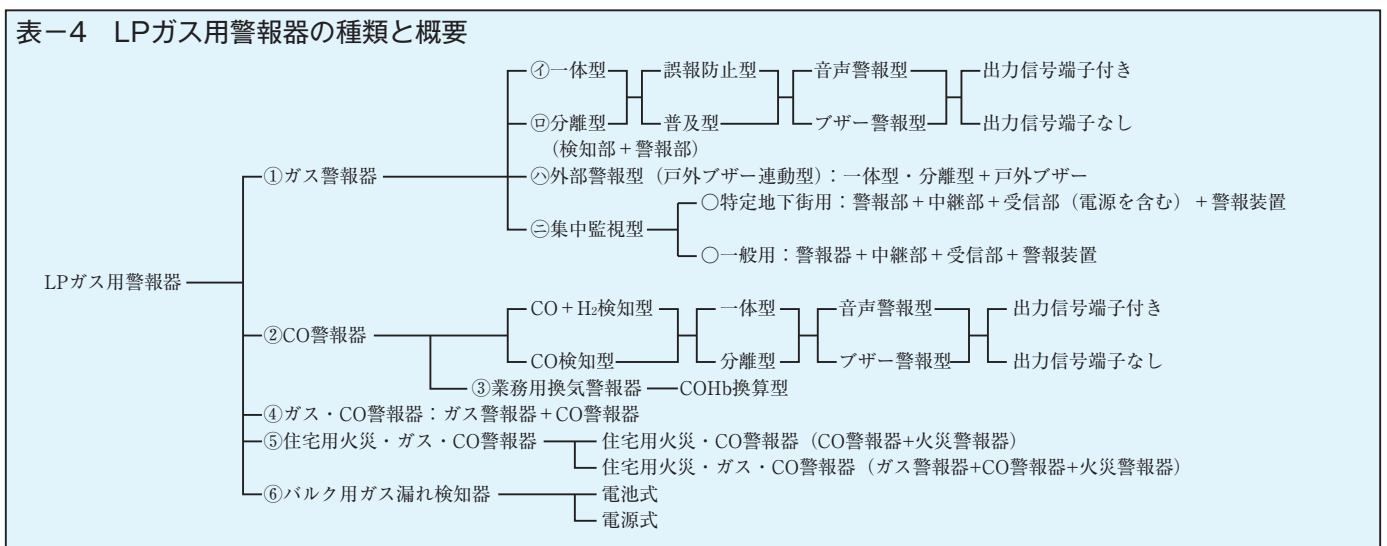 表－4　LPガス用警報器の種類と概要
㋑一体型 誤報防止型 音声警報型 出力信号端子付き
㋺分離型 普及型 ブザー警報型 出力信号端子なし
（検知部＋警報部）
①ガス警報器 ㋩外部警報型（戸外ブザー連動型）：一体型・分離型＋戸外ブザー
○特定地下街用：警報部＋中継部＋受信部（電源を含む）＋警報装置
㋥集中監視型
○一般用：警報器＋中継部＋受信部＋警報装置
LPガス用警報器
CO＋H₂検知型 一体型 音声警報型 出力信号端子付き
②CO警報器
CO検知型 分離型 ブザー警報型 出力信号端子なし
③業務用換気警報器 COHb換算型
④ガス・CO警報器：ガス警報器＋CO警報器
⑤住宅用火災・ガス・CO警報器 住宅用火災・CO警報器（CO警報器+火災警報器）
住宅用火災・ガス・CO警報器（ガス警報器+CO警報器+火災警報器）
⑥バルク用ガス漏れ検知器 電池式
電源式